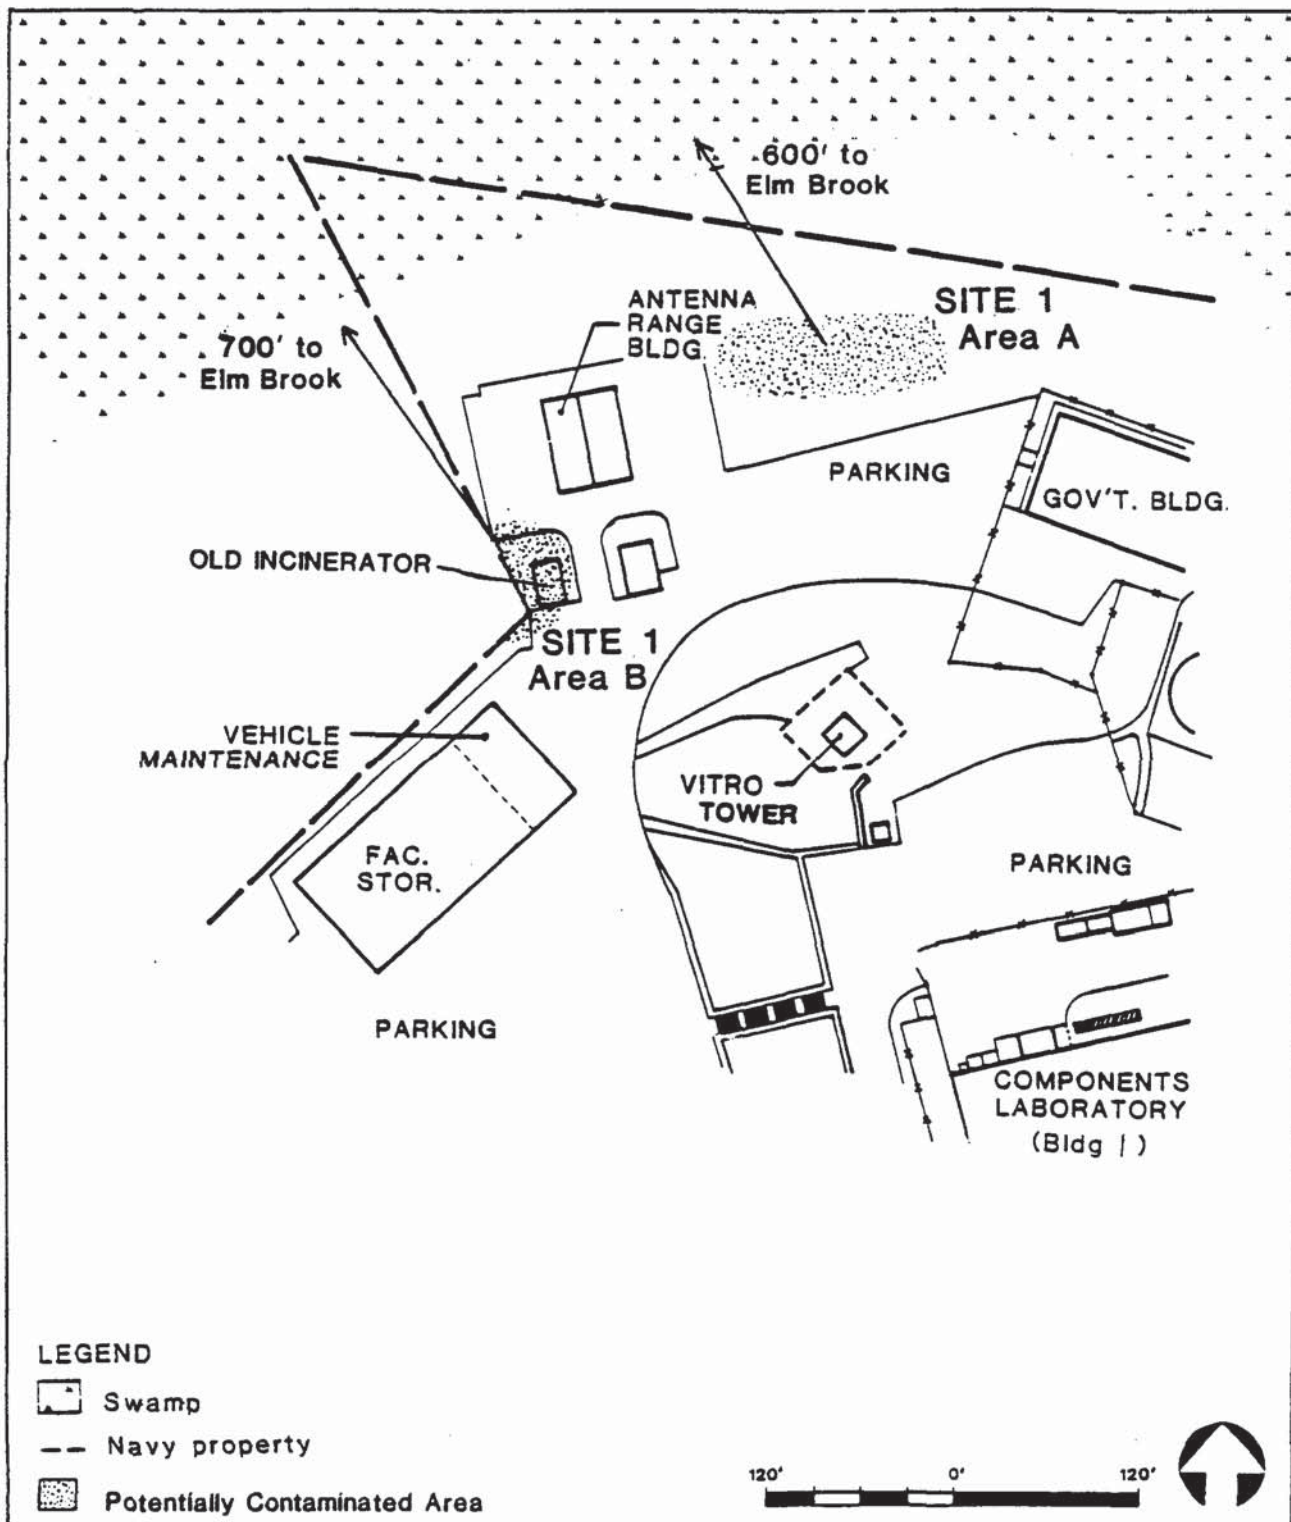 600' to
Elm Brook
ANTENNA
RANGE
BLDG.
SITE 1
Area A
700' to
Elm Brook
PARKING
GOV'T. BLDG.
OLD INCINERATOR
SITE 1
Area B
VEHICLE
MAINTENANCE
VITRO
TOWER
FAC.
STOR.
PARKING
PARKING
COMPONENTS
LABORATORY
(Bldg 1)
LEGEND
Swamp
Navy property
Potentially Contaminated Area
120' 0' 120'